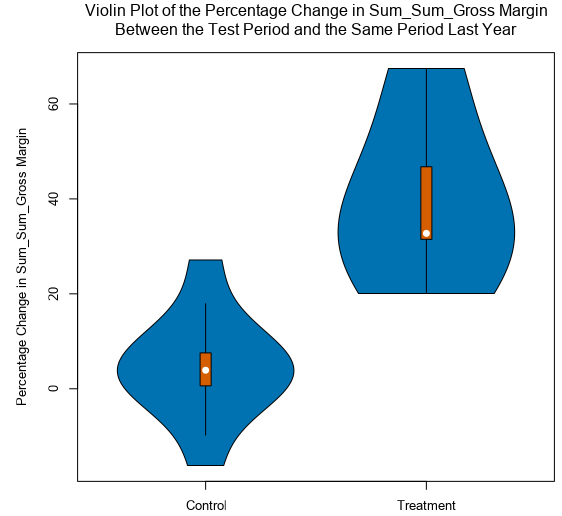 Violin Plot of the Percentage Change in Sum_Sum_Gross Margin
Between the Test Period and the Same Period Last Year
Percentage Change in Sum_Sum_Gross Margin
60
40
20
0
Control
Treatment